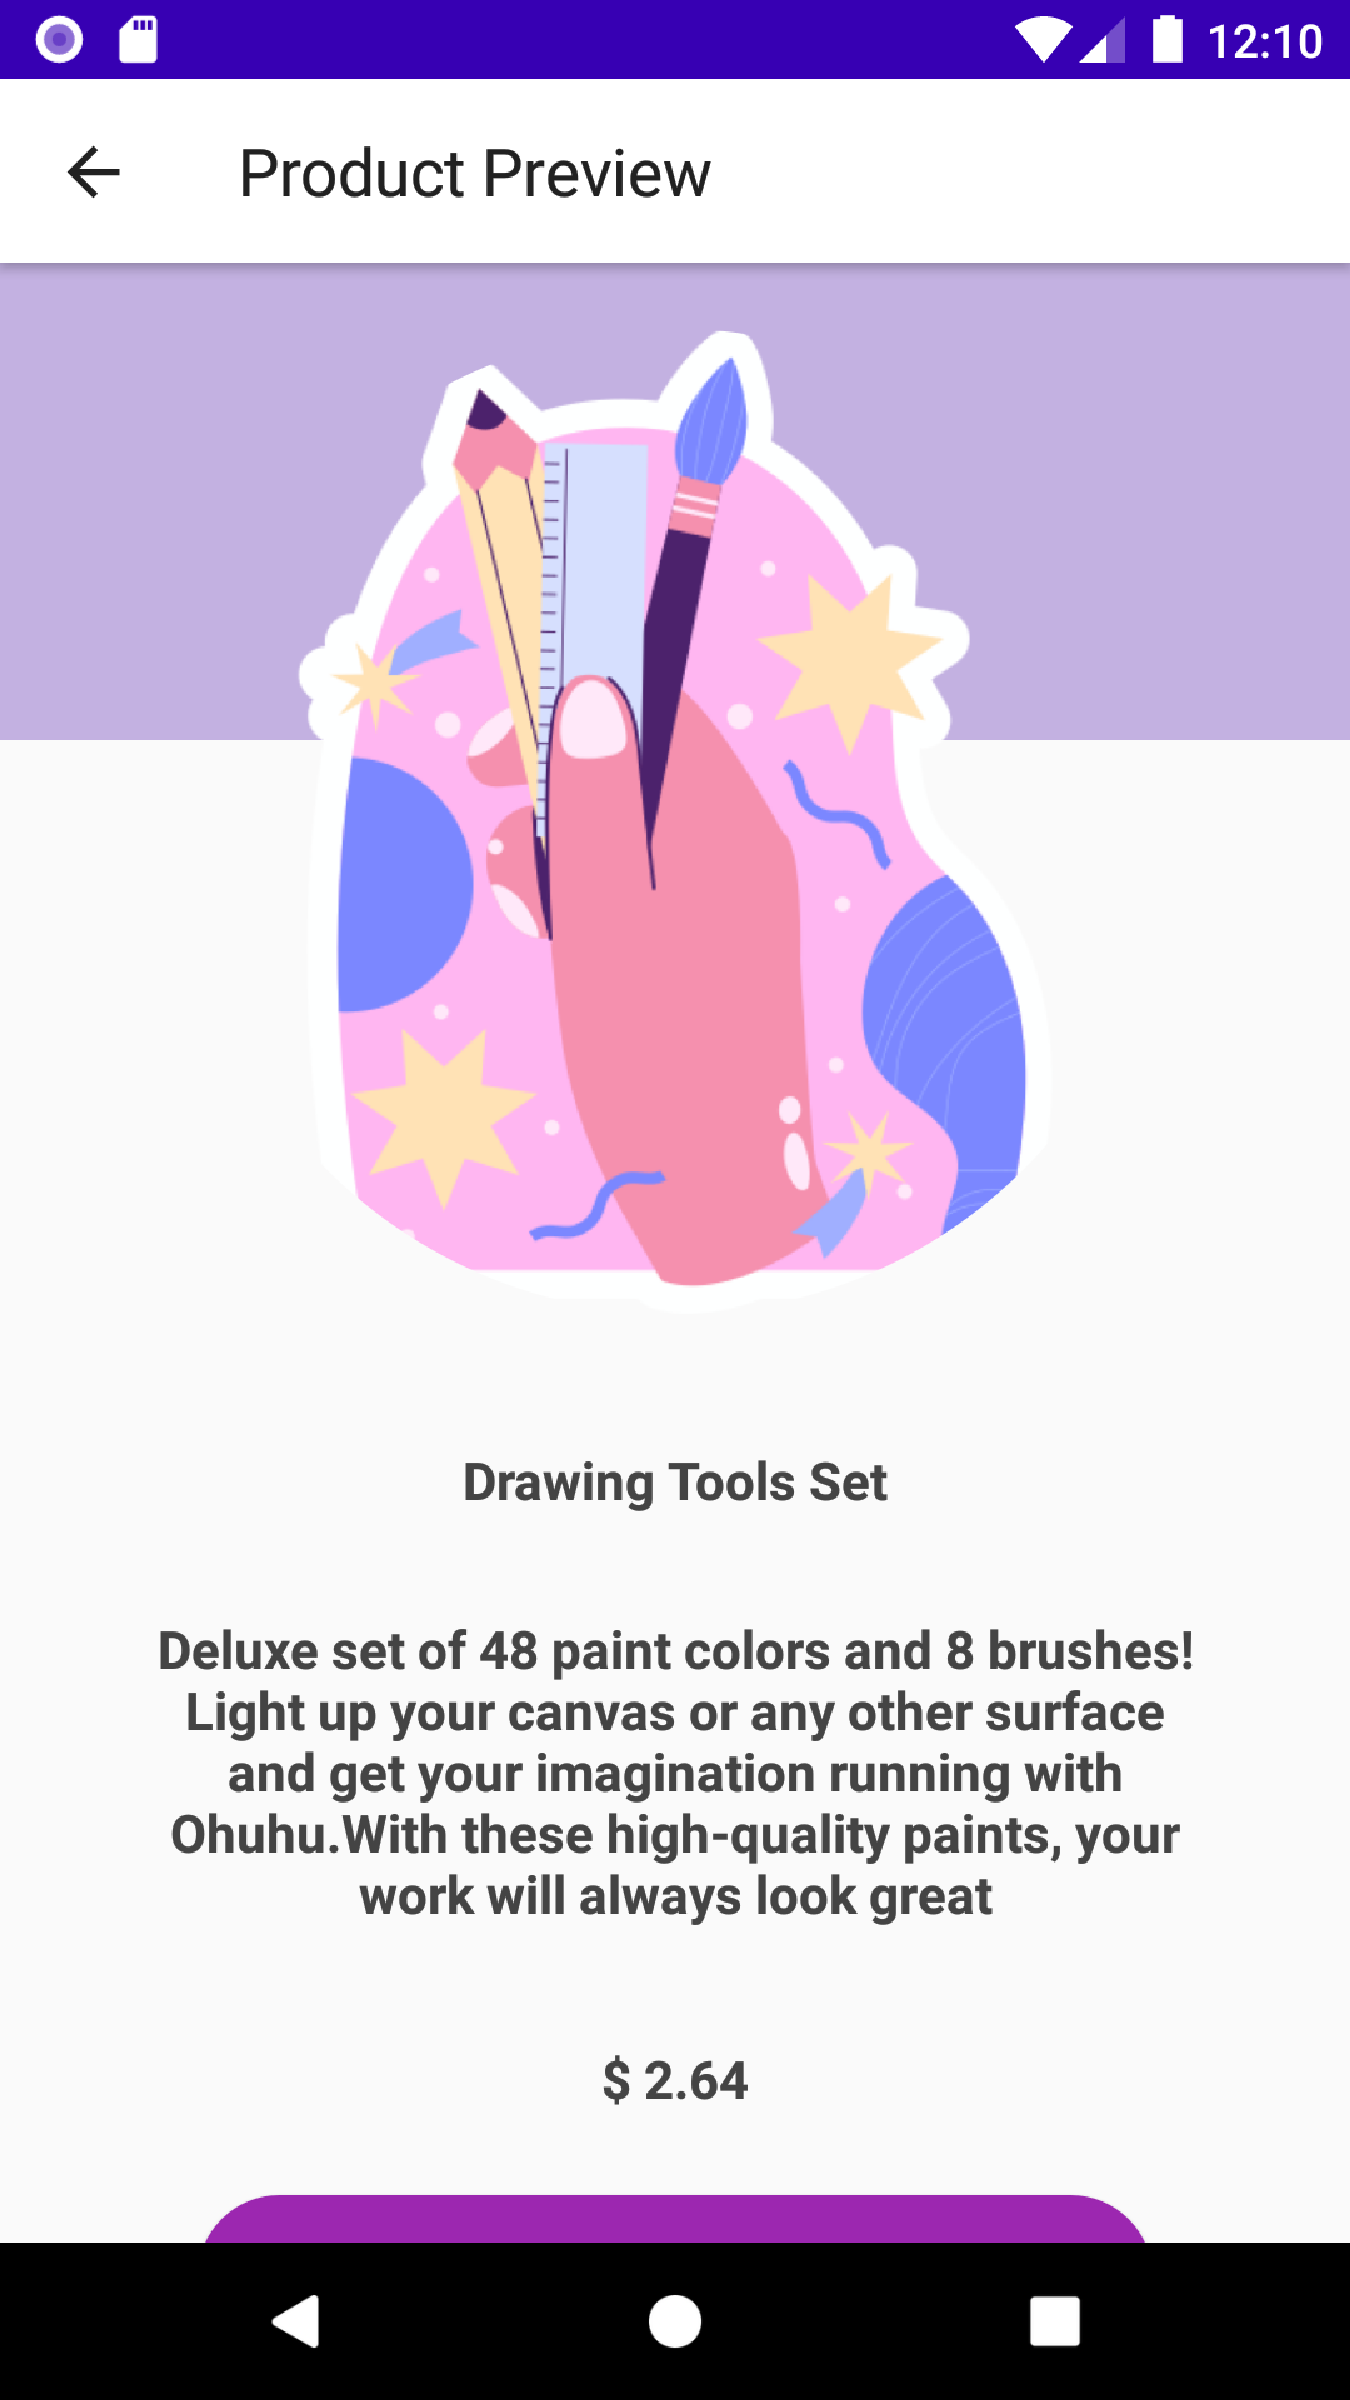 12:10
Product Preview
Drawing Tools Set
Deluxe set of 48 paint colors and 8 brushes!
Light up your canvas or any other surface
and get your imagination running with
Ohuhu.With these high-quality paints, your
work will always look great
$ 2.64